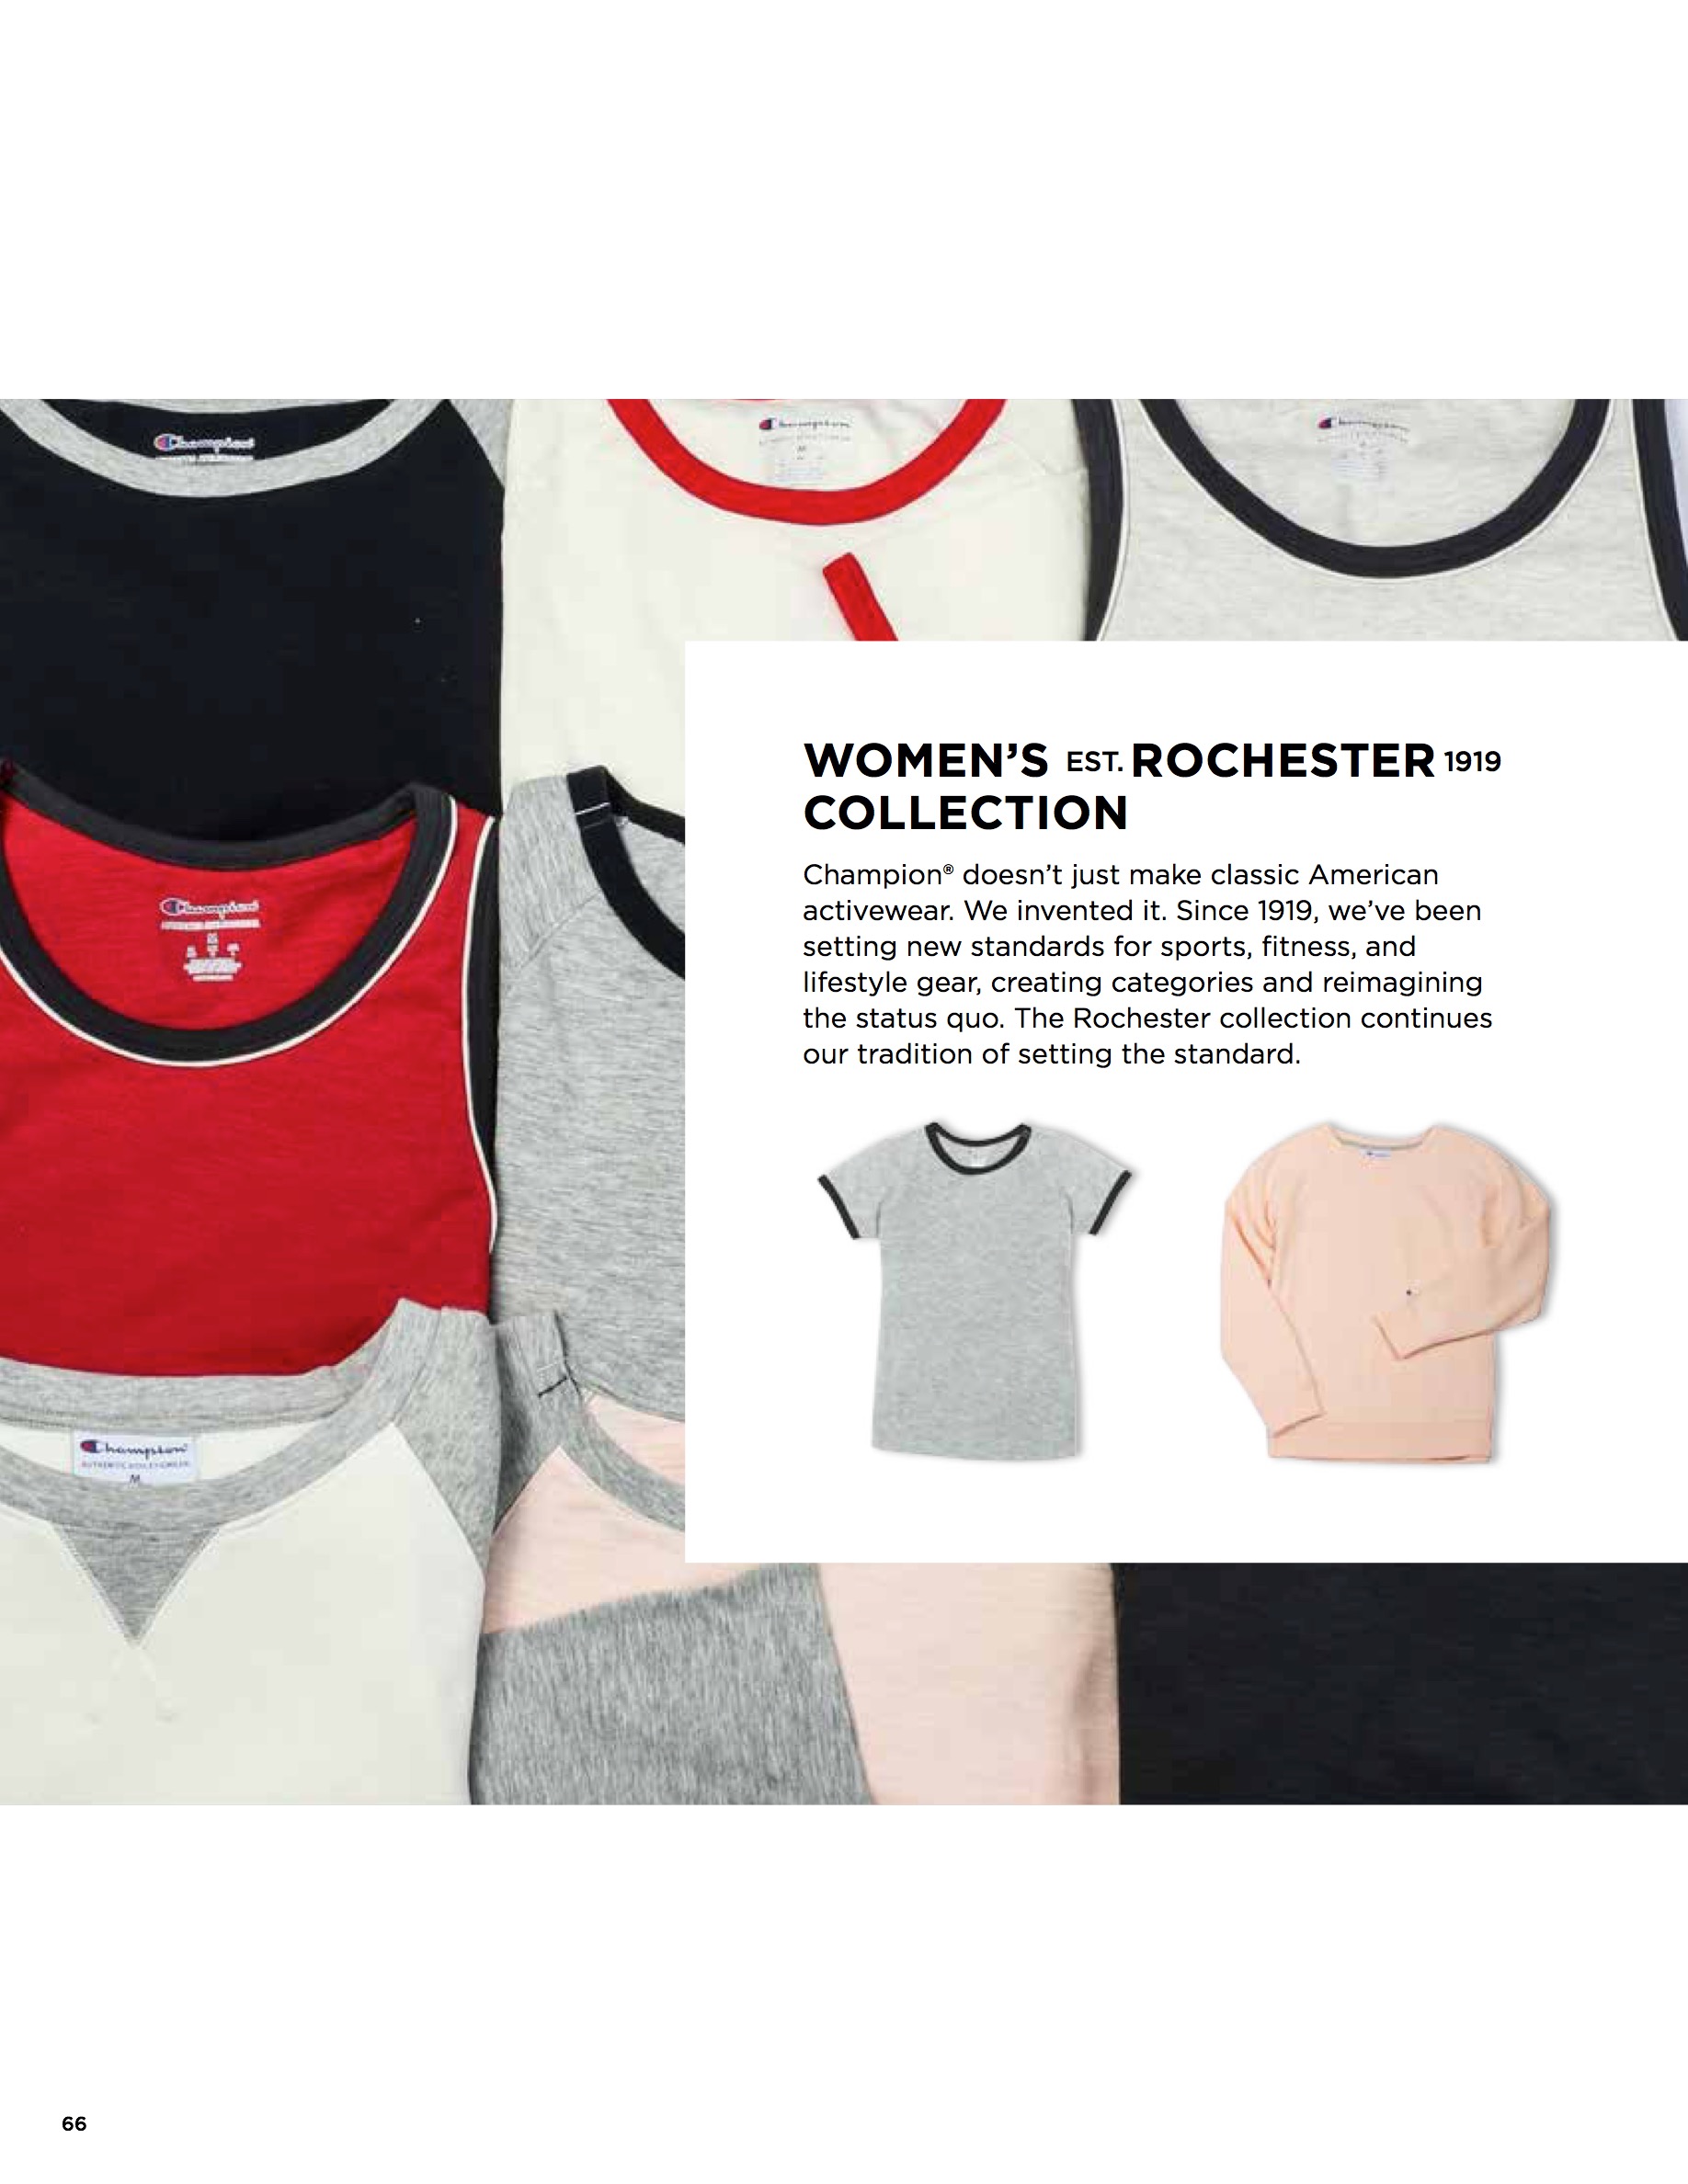 Champion
Champion
M
Champion
WOMEN’S EST. ROCHESTER 1919
COLLECTION
Champion® doesn’t just make classic American
activewear. We invented it. Since 1919, we’ve been
setting new standards for sports, fitness, and
lifestyle gear, creating categories and reimagining
the status quo. The Rochester collection continues
our tradition of setting the standard.
Champion
Champion
AUTHENTIC ATHLETICWEAR
M
66